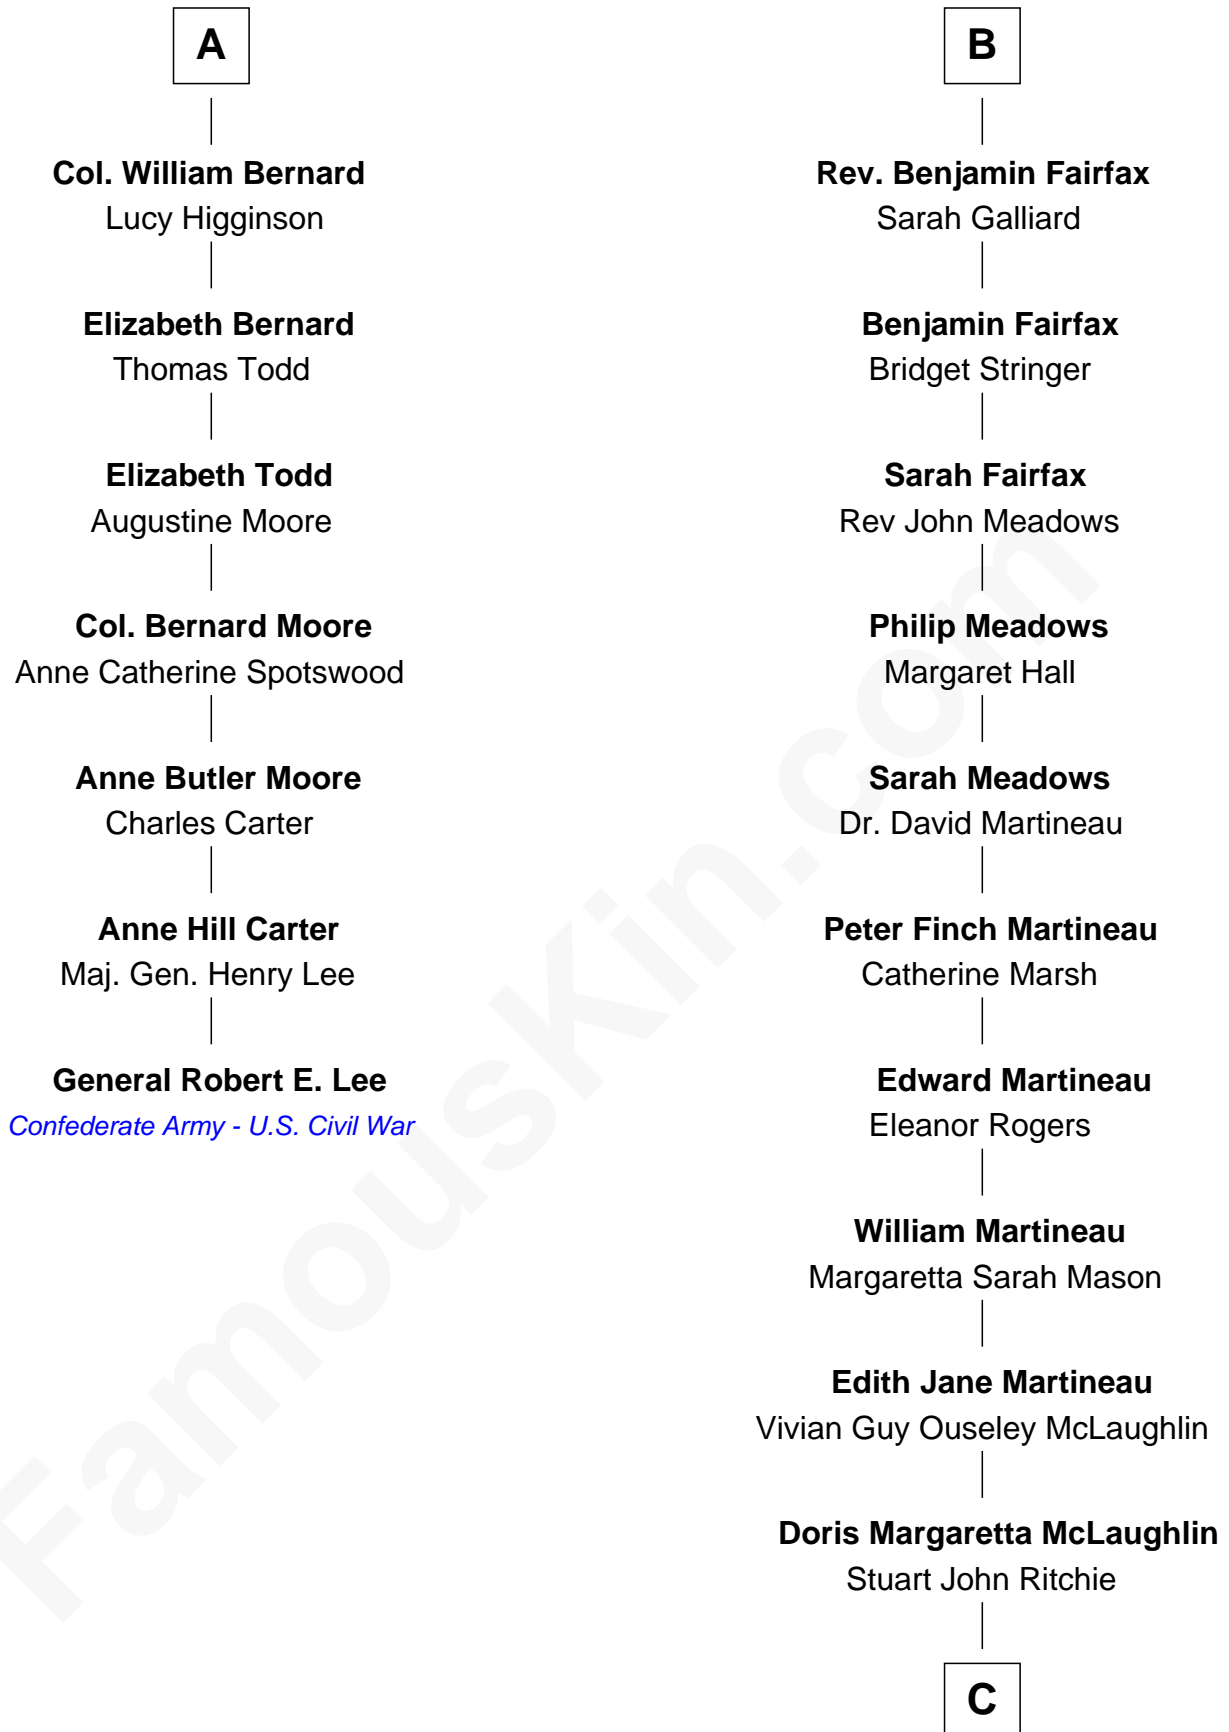 A
Col. William Bernard
Lucy Higginson
Elizabeth Bernard
Thomas Todd
Elizabeth Todd
Augustine Moore
Col. Bernard Moore
Anne Catherine Spotswood
Anne Butler Moore
Charles Carter
Anne Hill Carter
Maj. Gen. Henry Lee
General Robert E. Lee
Confederate Army - U.S. Civil War
B
Rev. Benjamin Fairfax
Sarah Galliard
Benjamin Fairfax
Bridget Stringer
Sarah Fairfax
Rev John Meadows
Philip Meadows
Margaret Hall
Sarah Meadows
Dr. David Martineau
Peter Finch Martineau
Catherine Marsh
Edward Martineau
Eleanor Rogers
William Martineau
Margaretta Sarah Mason
Edith Jane Martineau
Vivian Guy Ouseley McLaughlin
Doris Margaretta McLaughlin
Stuart John Ritchie
C
FamousKin.com